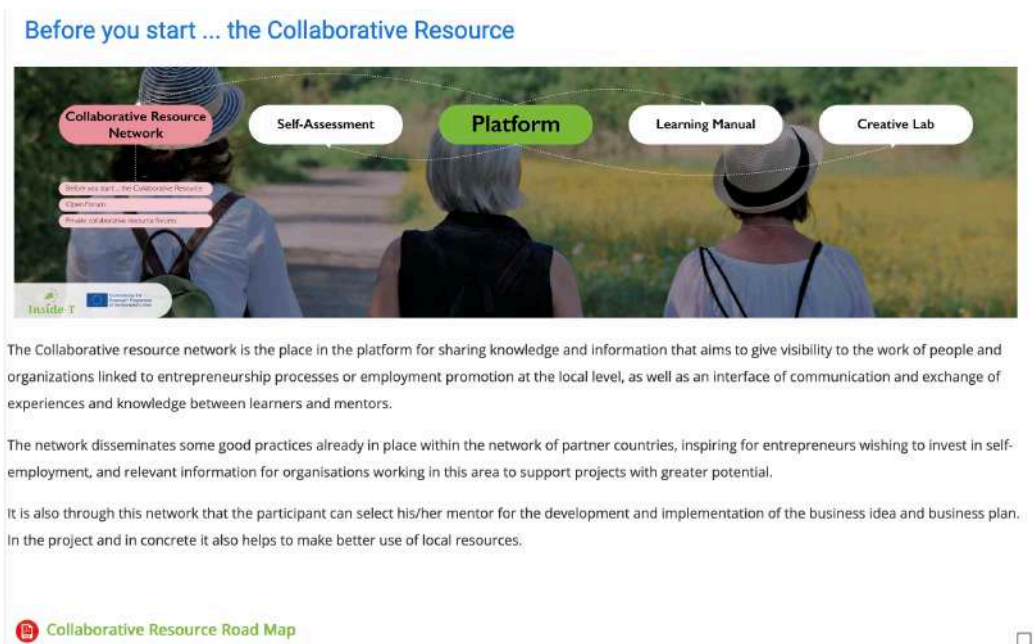 Before you start ... the Collaborative Resource
Collaborative Resource
Network
Self-Assessment
Platform
Learning Manual
Creative Lab
Before you start ... the Collaborative Resource
Open Forum
Private collaborative resource forums
Inside-T
The Collaborative resource network is the place in the platform for sharing knowledge and information that aims to give visibility to the work of people and
organizations linked to entrepreneurship processes or employment promotion at the local level, as well as an interface of communication and exchange of
experiences and knowledge between learners and mentors.
The network disseminates some good practices already in place within the network of partner countries, inspiring for entrepreneurs wishing to invest in self-
employment, and relevant information for organisations working in this area to support projects with greater potential.
It is also through this network that the participant can select his/her mentor for the development and implementation of the business idea and business plan.
In the project and in concrete it also helps to make better use of local resources.
Collaborative Resource Road Map